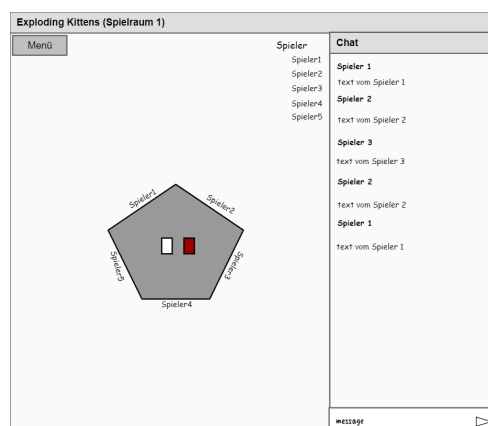 Exploding Kittens (Spielraum 1)
Menü
Spieler
Spieler1
Spieler2
Spieler3
Spieler4
Spieler5
Spieler1
Spieler2
Spieler3
Spieler4
Spieler5
Chat
Spieler 1
text vom Spieler 1
Spieler 2
text vom Spieler 2
Spieler 3
text vom Spieler 3
Spieler 2
text vom Spieler 2
Spieler 1
text vom Spieler 1
message